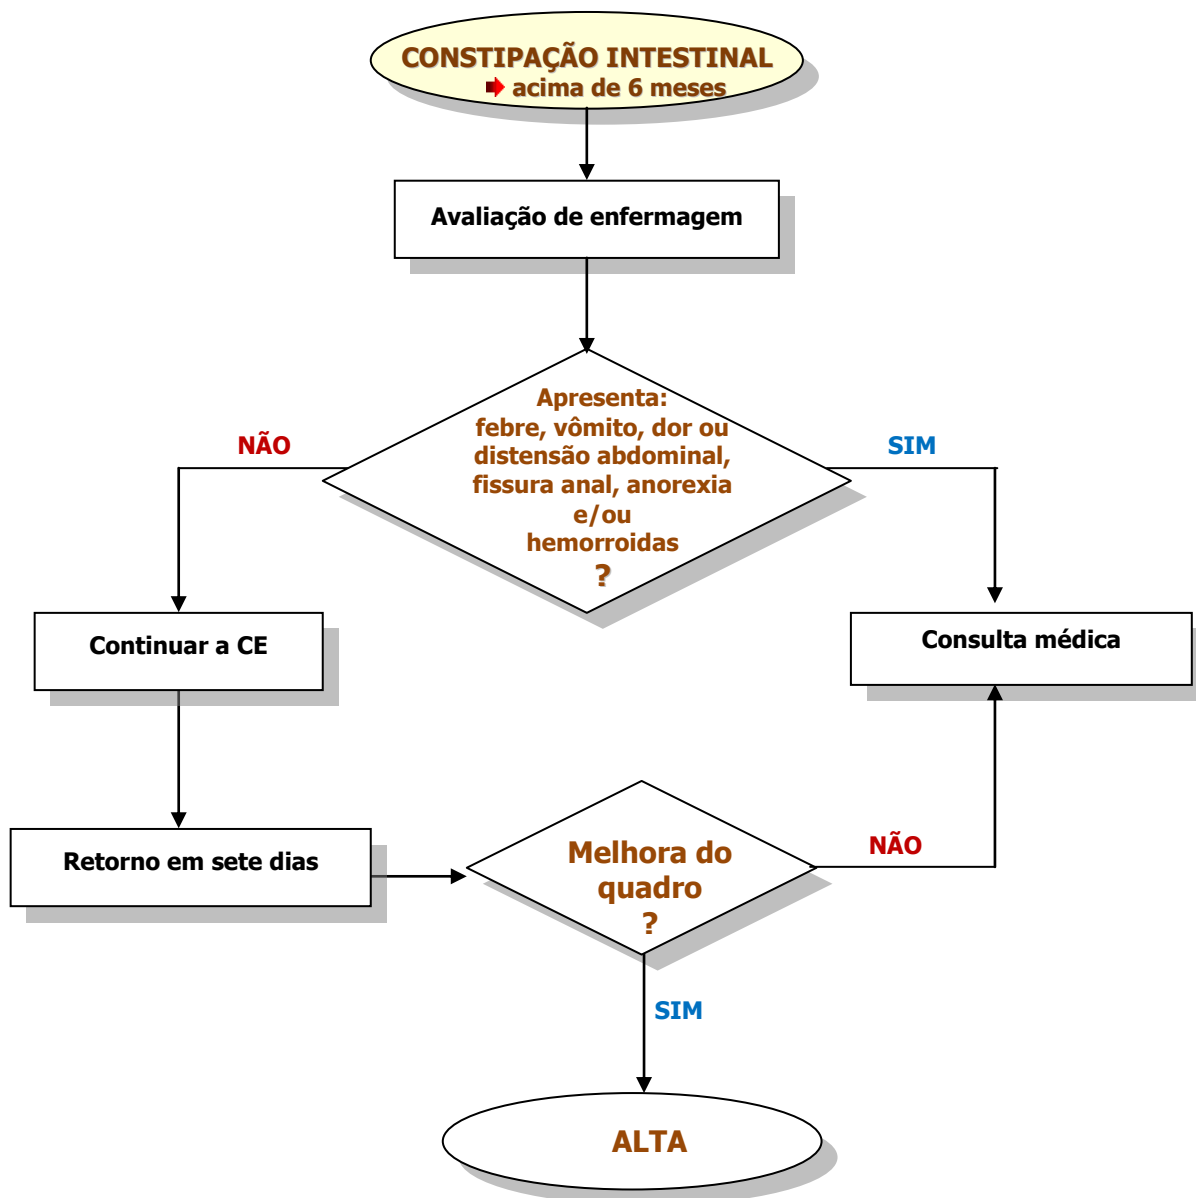 CONSTIPAÇÃO INTESTINAL
acima de 6 meses
Avaliação de enfermagem
Apresenta:
febre, vômito, dor ou
distensão abdominal,
fissura anal, anorexia
e/ou
hemorroidas
?
NÃO
SIM
Continuar a CE
Consulta médica
Retorno em sete dias
Melhora do
quadro
?
NÃO
SIM
ALTA